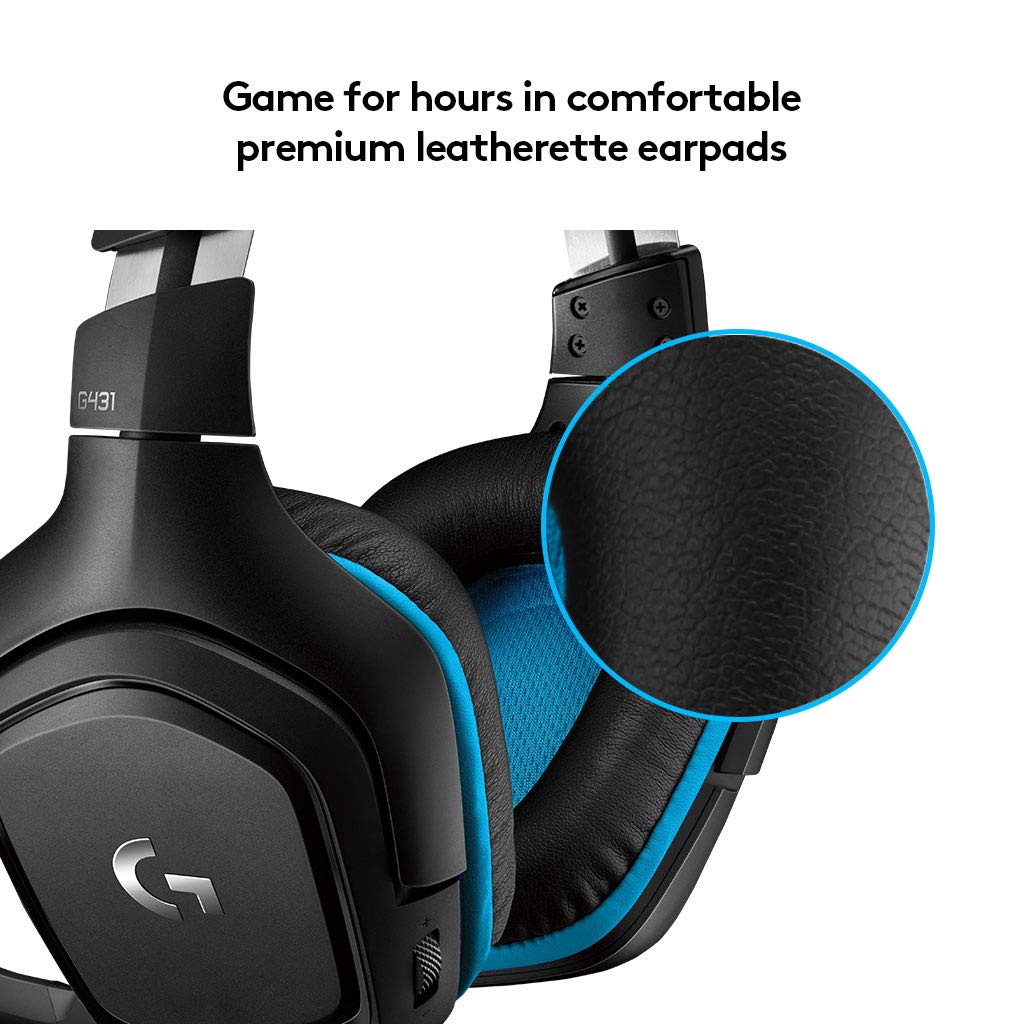 Game for hours in comfortable
premium leatherette earpads
G431
G
+
-